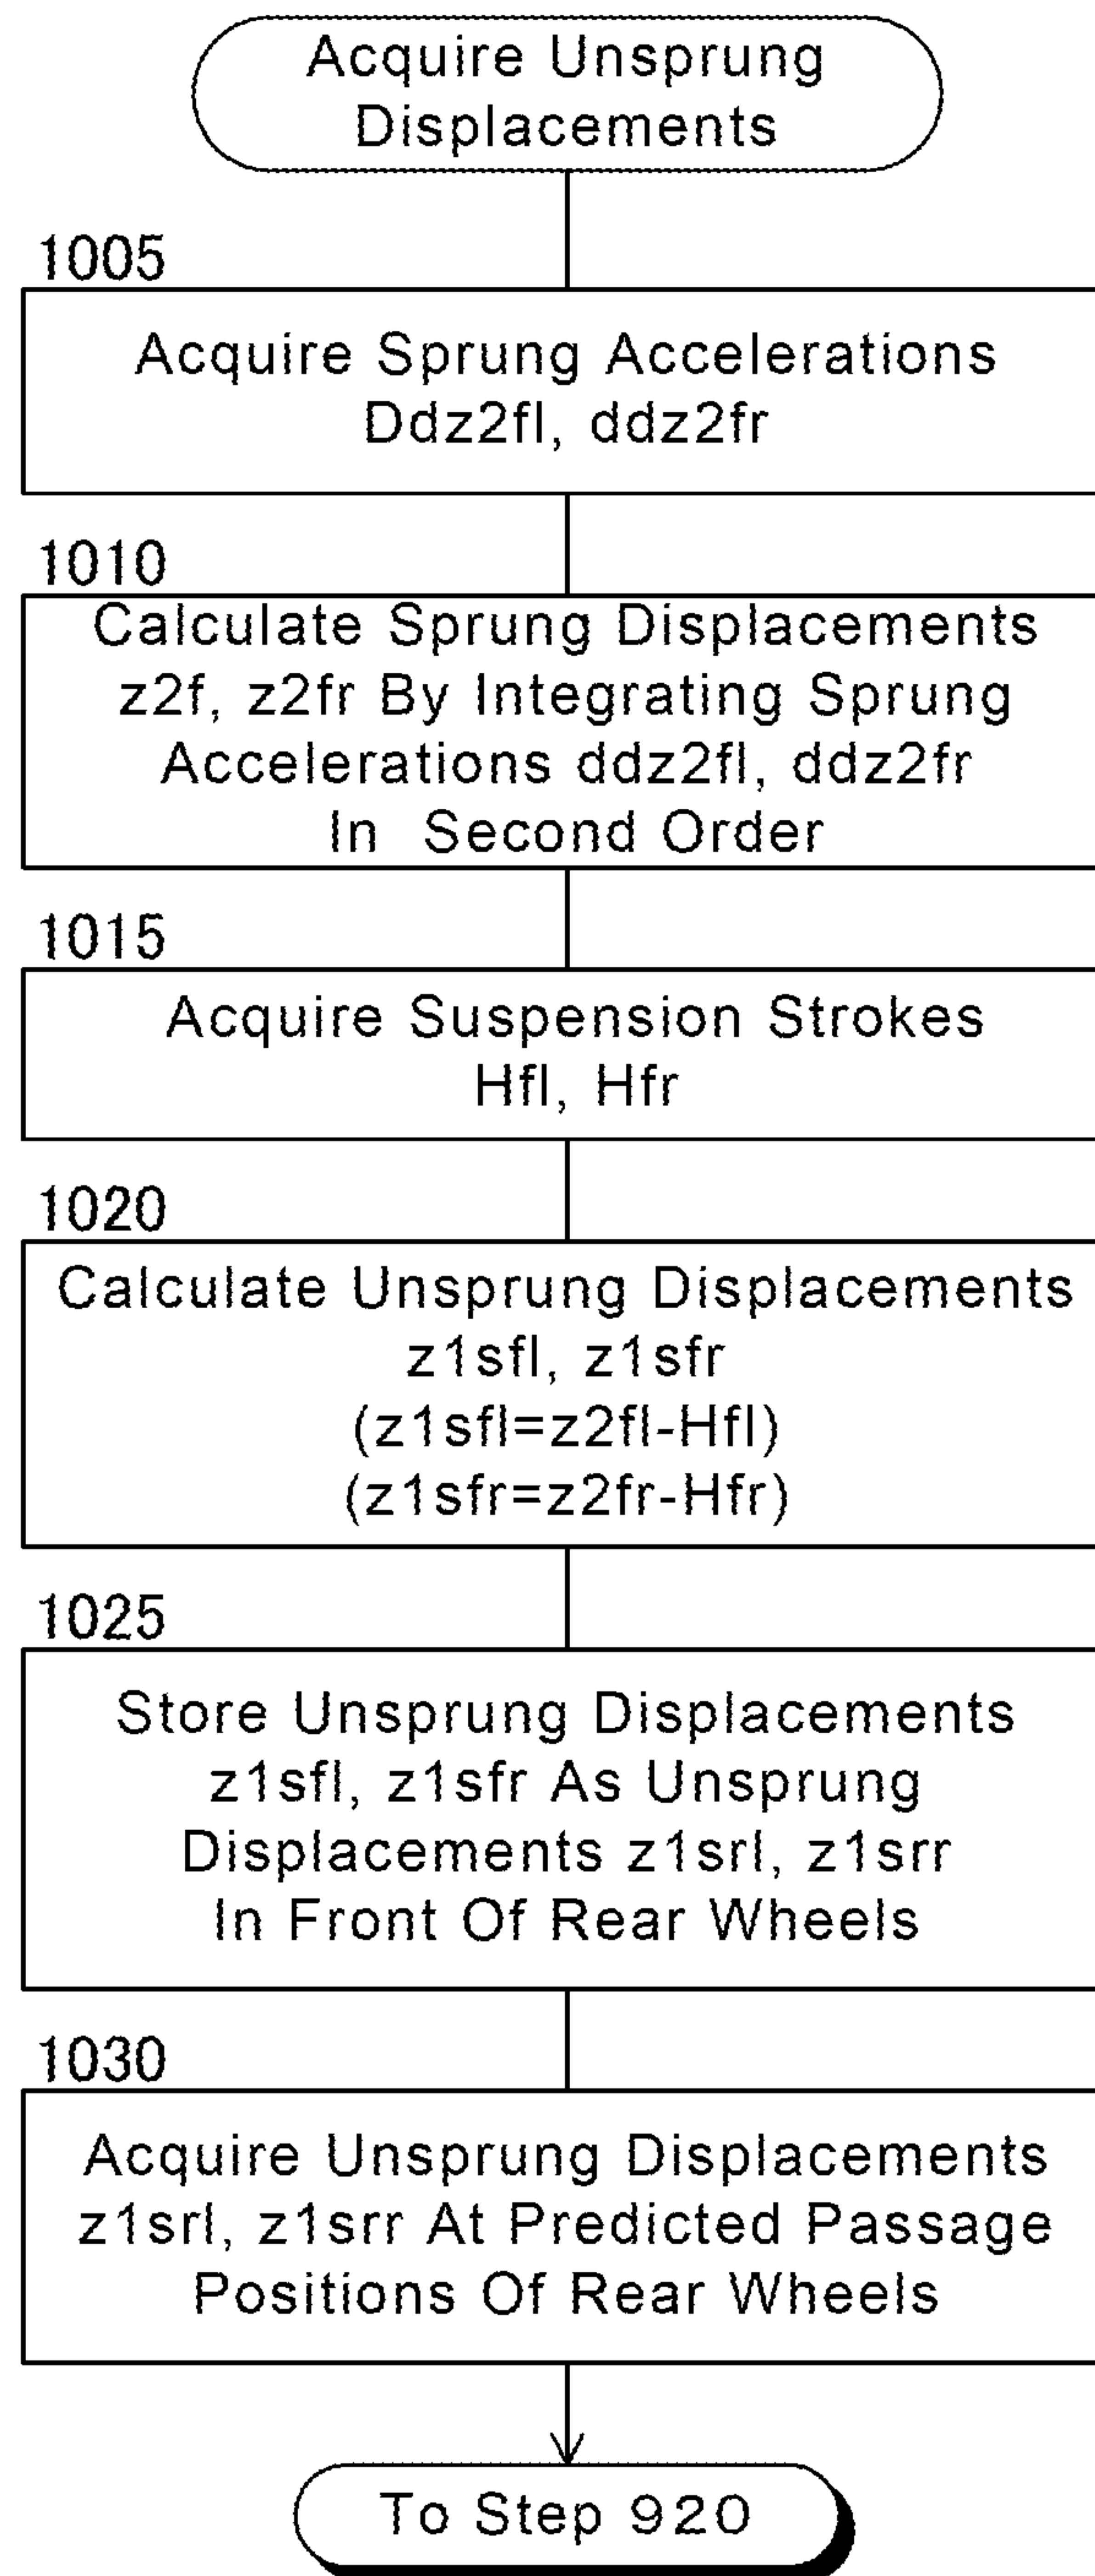 Acquire Unsprung
Displacements
1005
Acquire Sprung Accelerations
Ddz2fl, ddz2fr
1010
Calculate Sprung Displacements
z2f, z2fr By Integrating Sprung
Accelerations ddz2fl, ddz2fr
In Second Order
1015
Acquire Suspension Strokes
Hfl, Hfr
1020
Calculate Unsprung Displacements
z1sfl, z1sfr
(z1sfl=z2fl-Hfl)
(z1sfr=z2fr-Hfr)
1025
Store Unsprung Displacements
z1sfl, z1sfr As Unsprung
Displacements z1srl, z1srr
In Front Of Rear Wheels
1030
Acquire Unsprung Displacements
z1srl, z1srr At Predicted Passage
Positions Of Rear Wheels
To Step 920